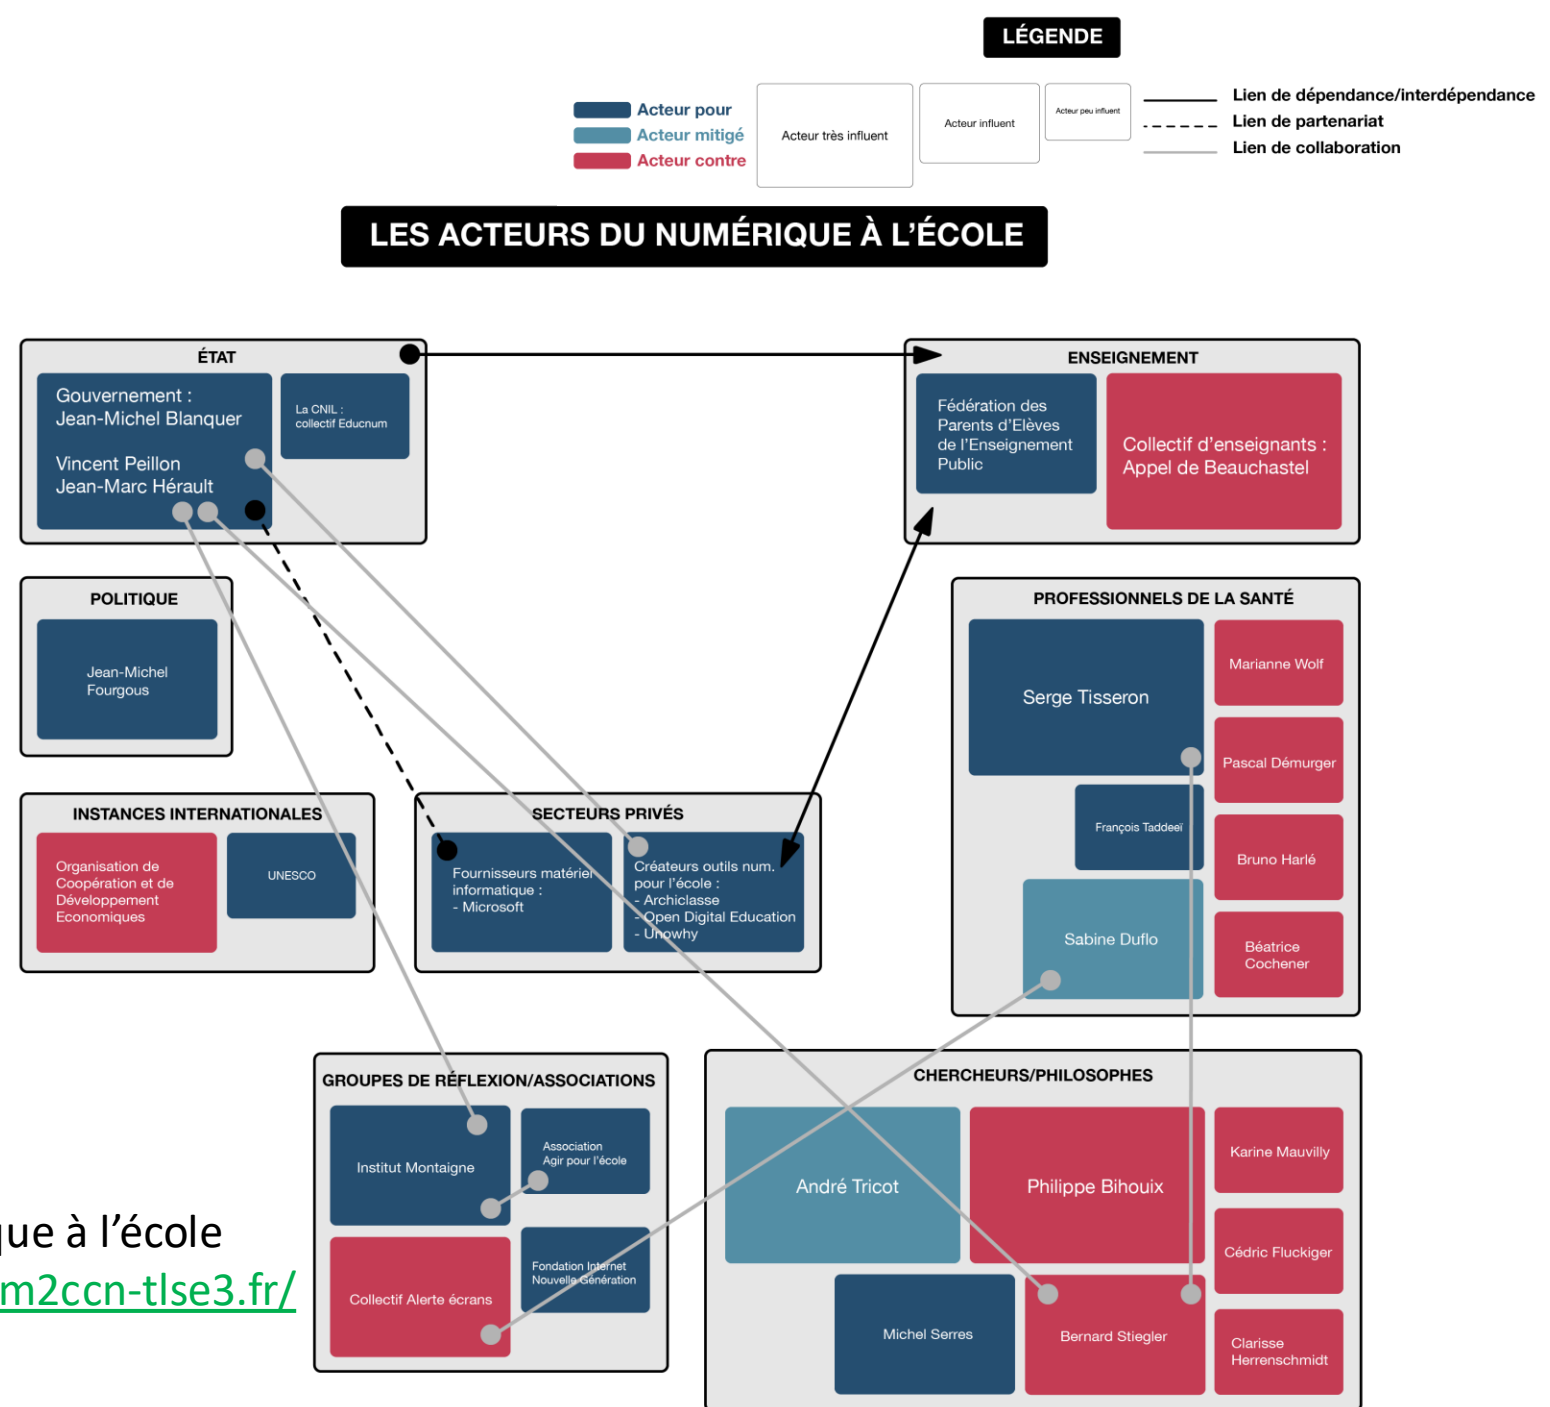 LÉGENDE
Acteur pour
Acteur mitigé
Acteur contre
Acteur très influent
Acteur influent
Acteur peu influent
Lien de dépendance/interdépendance
Lien de partenariat
Lien de collaboration
LES ACTEURS DU NUMÉRIQUE À L'ÉCOLE
ÉTAT
Gouvernement :
Jean-Michel Blanquer
Vincent Peillon
Jean-Marc Hérault
La CNIL :
collectif Educnum
ENSEIGNEMENT
Fédération des
Parents d'Elèves
de l'Enseignement
Public
Collectif d'enseignants :
Appel de Beauchastel
POLITIQUE
Jean-Michel
Fourgous
PROFESSIONNELS DE LA SANTÉ
Serge Tisseron
Marianne Wolf
Pascal Démurger
François Taddeeï
Bruno Harlé
Sabine Duflo
Béatrice
Cochener
INSTANCES INTERNATIONALES
Organisation de
Coopération et de
Développement
Economiques
UNESCO
SECTEURS PRIVÉS
Fournisseurs matériel
informatique :
- Microsoft
Créateurs outils num.
pour l'école :
- Archiclasse
- Open Digital Education
- Unowhy
GROUPES DE RÉFLEXION/ASSOCIATIONS
Institut Montaigne
Association
Agir pour l'école
Collectif Alerte écrans
Fondation Internet
Nouvelle Génération
CHERCHEURS/PHILOSOPHES
André Tricot
Philippe Bihouix
Karine Mauvilly
Cédric Fluckiger
Michel Serres
Bernard Stiegler
Clarisse
Herrenschmidt
que à l'école
m2ccn-tlse3.fr/